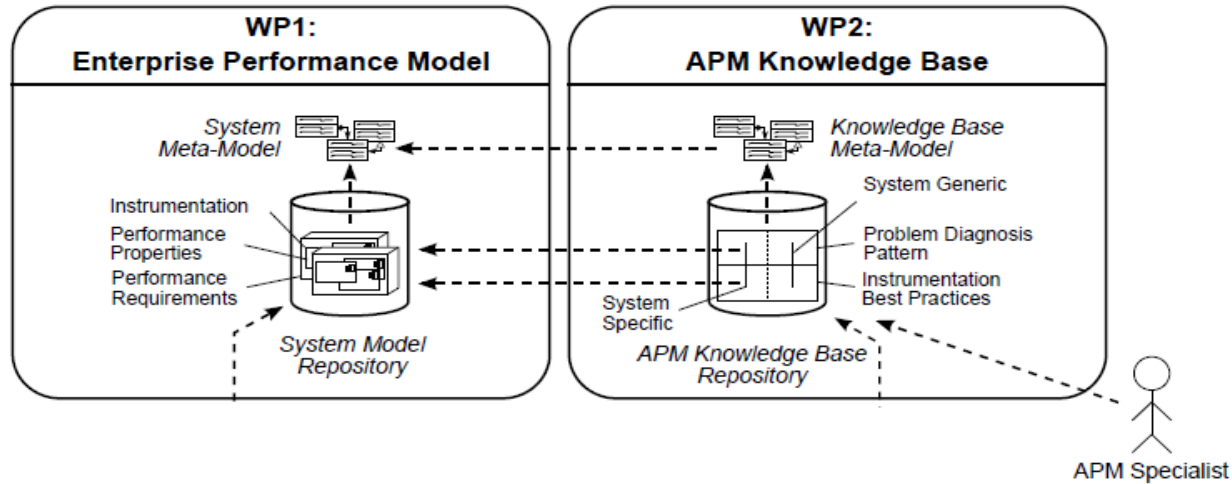 WP1:
Enterprise Performance Model
System
Meta-Model
Instrumentation
Performance
Properties
Performance
Requirements
System Model
Repository
WP2:
APM Knowledge Base
Knowledge Base
Meta-Model
System Generic
Problem Diagnosis
Pattern
Instrumentation
Best Practices
System
Specific
APM Knowledge Base
Repository
APM Specialist